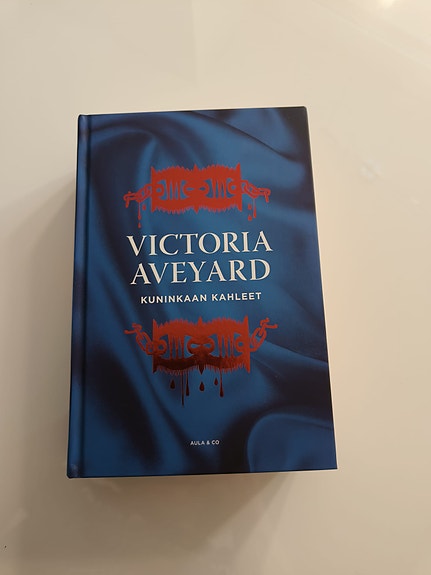 VICTORIA
AVEYARD
KUNINKAAN KAHLEET
AULA & CO